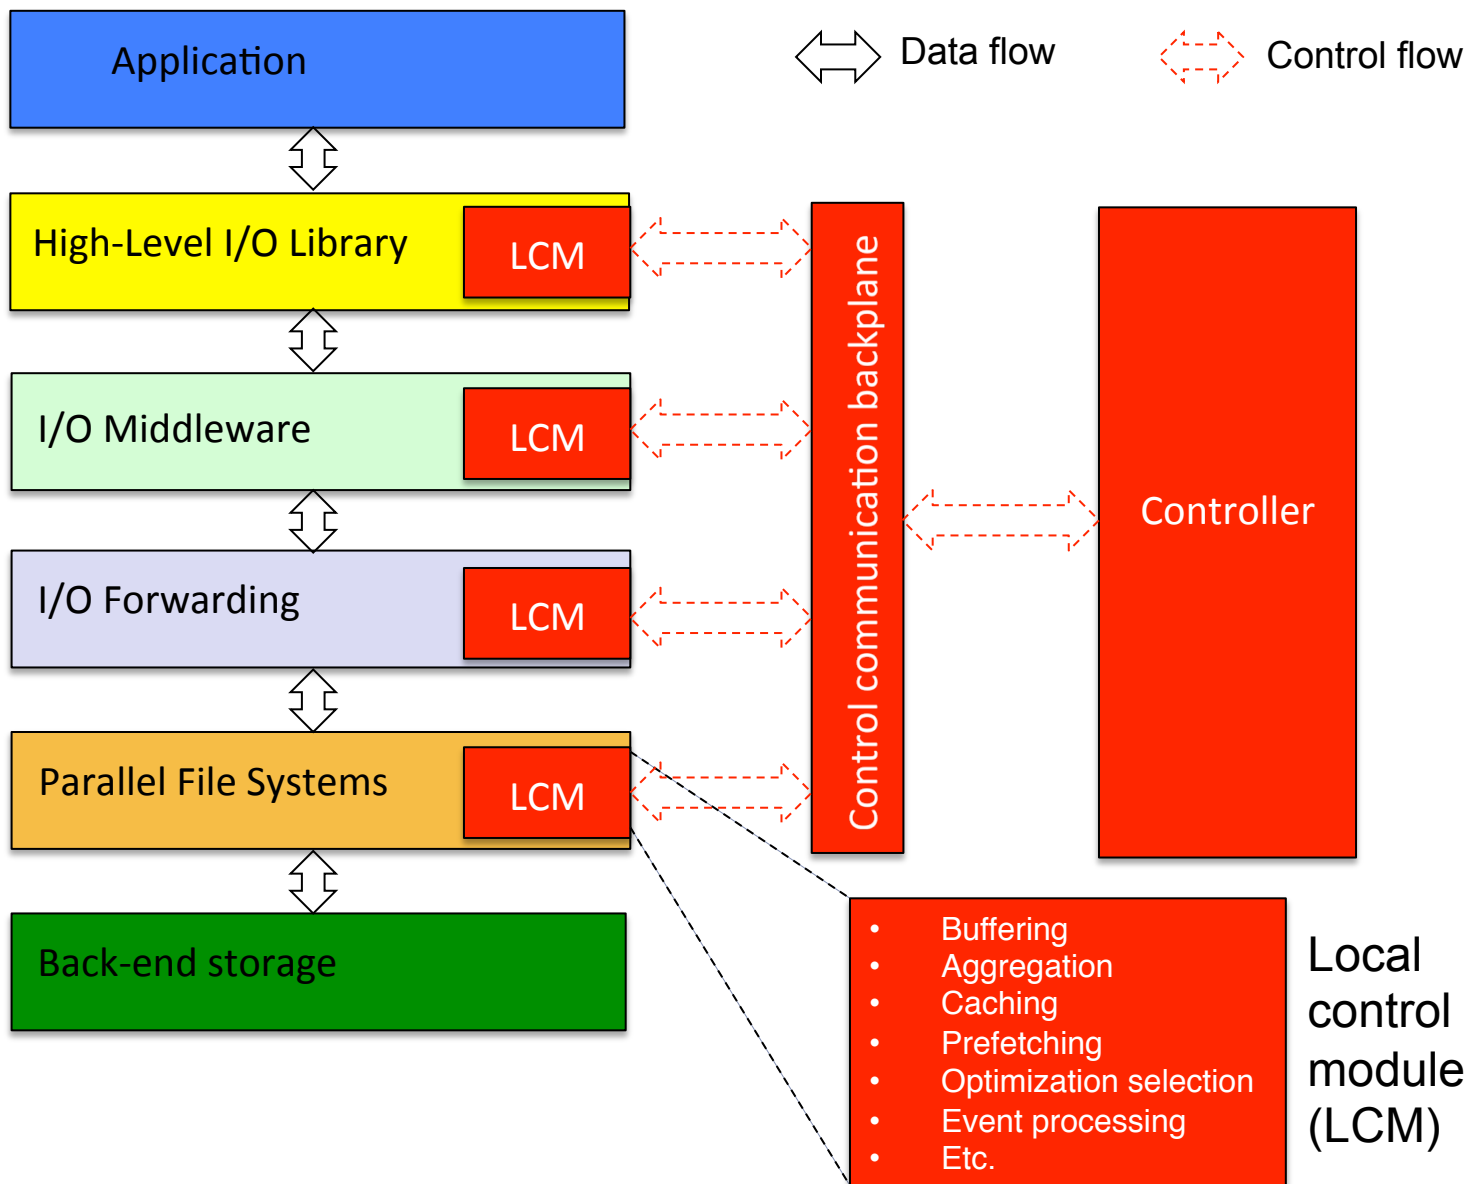 Application
Data flow
Control flow
High-Level I/O Library
LCM
I/O Middleware
LCM
I/O Forwarding
LCM
Parallel File Systems
LCM
Back-end storage
Control communication backplane
Controller
• Buffering
• Aggregation
• Caching
• Prefetching
• Optimization selection
• Event processing
• Etc.
Local
control
module
(LCM)